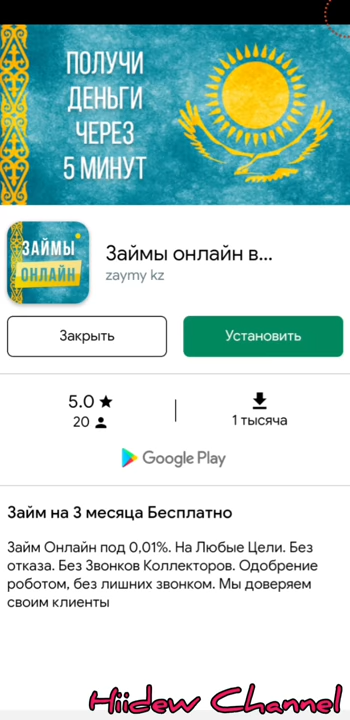 ПОЛУЧИ
ДЕНЬГИ
ЧЕРЕЗ
5 МИНУТ
ЗАЙМЫ
ОНЛАЙН
Займы онлайн в...
zaymy kz
Закрыть
Установить
5.0 ★
20
1 тысяча
Google Play
Займ на 3 месяца Бесплатно
Займ Онлайн под 0,01%. На Любые Цели. Без
отказа. Без Звонков Коллекторов. Одобрение
роботом, без лишних звонком. Мы доверяем
своим клиенты
Hiidew Channel